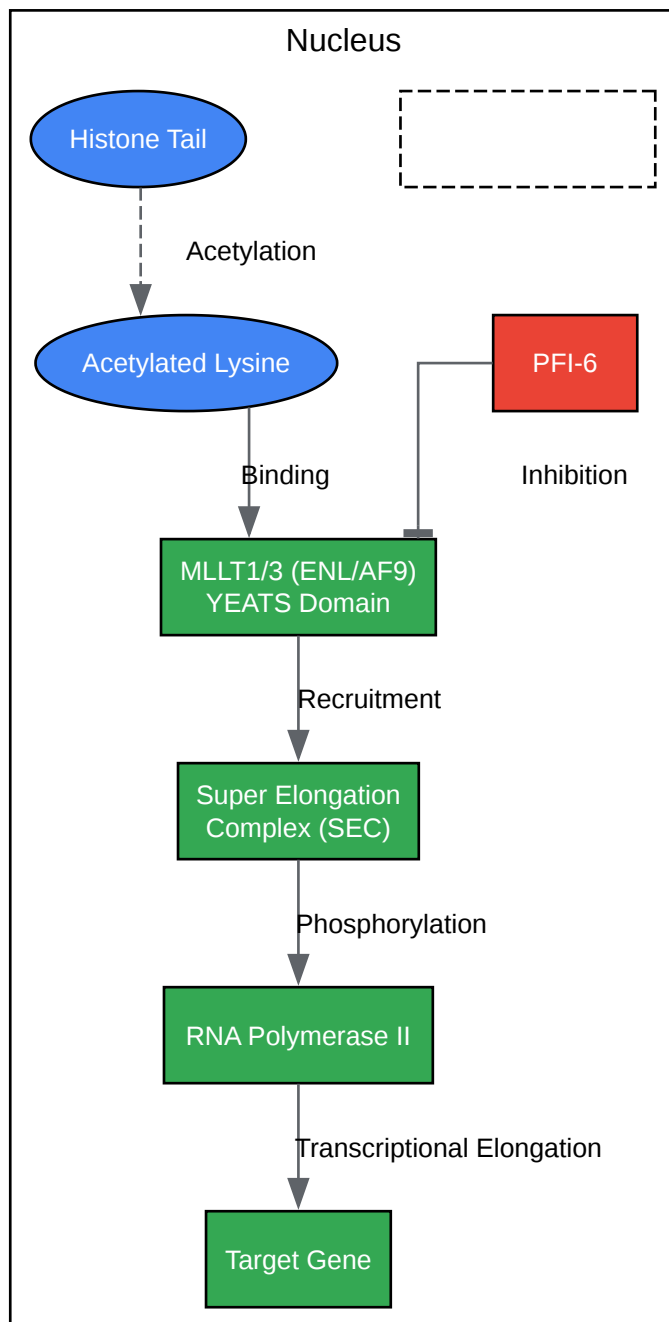 Nucleus
Histone Tail
Acetylation
Acetylated Lysine
PFI-6
Binding
Inhibition
MLLT1/3 (ENL/AF9)
YEATS Domain
Recruitment
Super Elongation
Complex (SEC)
Phosphorylation
RNA Polymerase II
Transcriptional Elongation
Target Gene